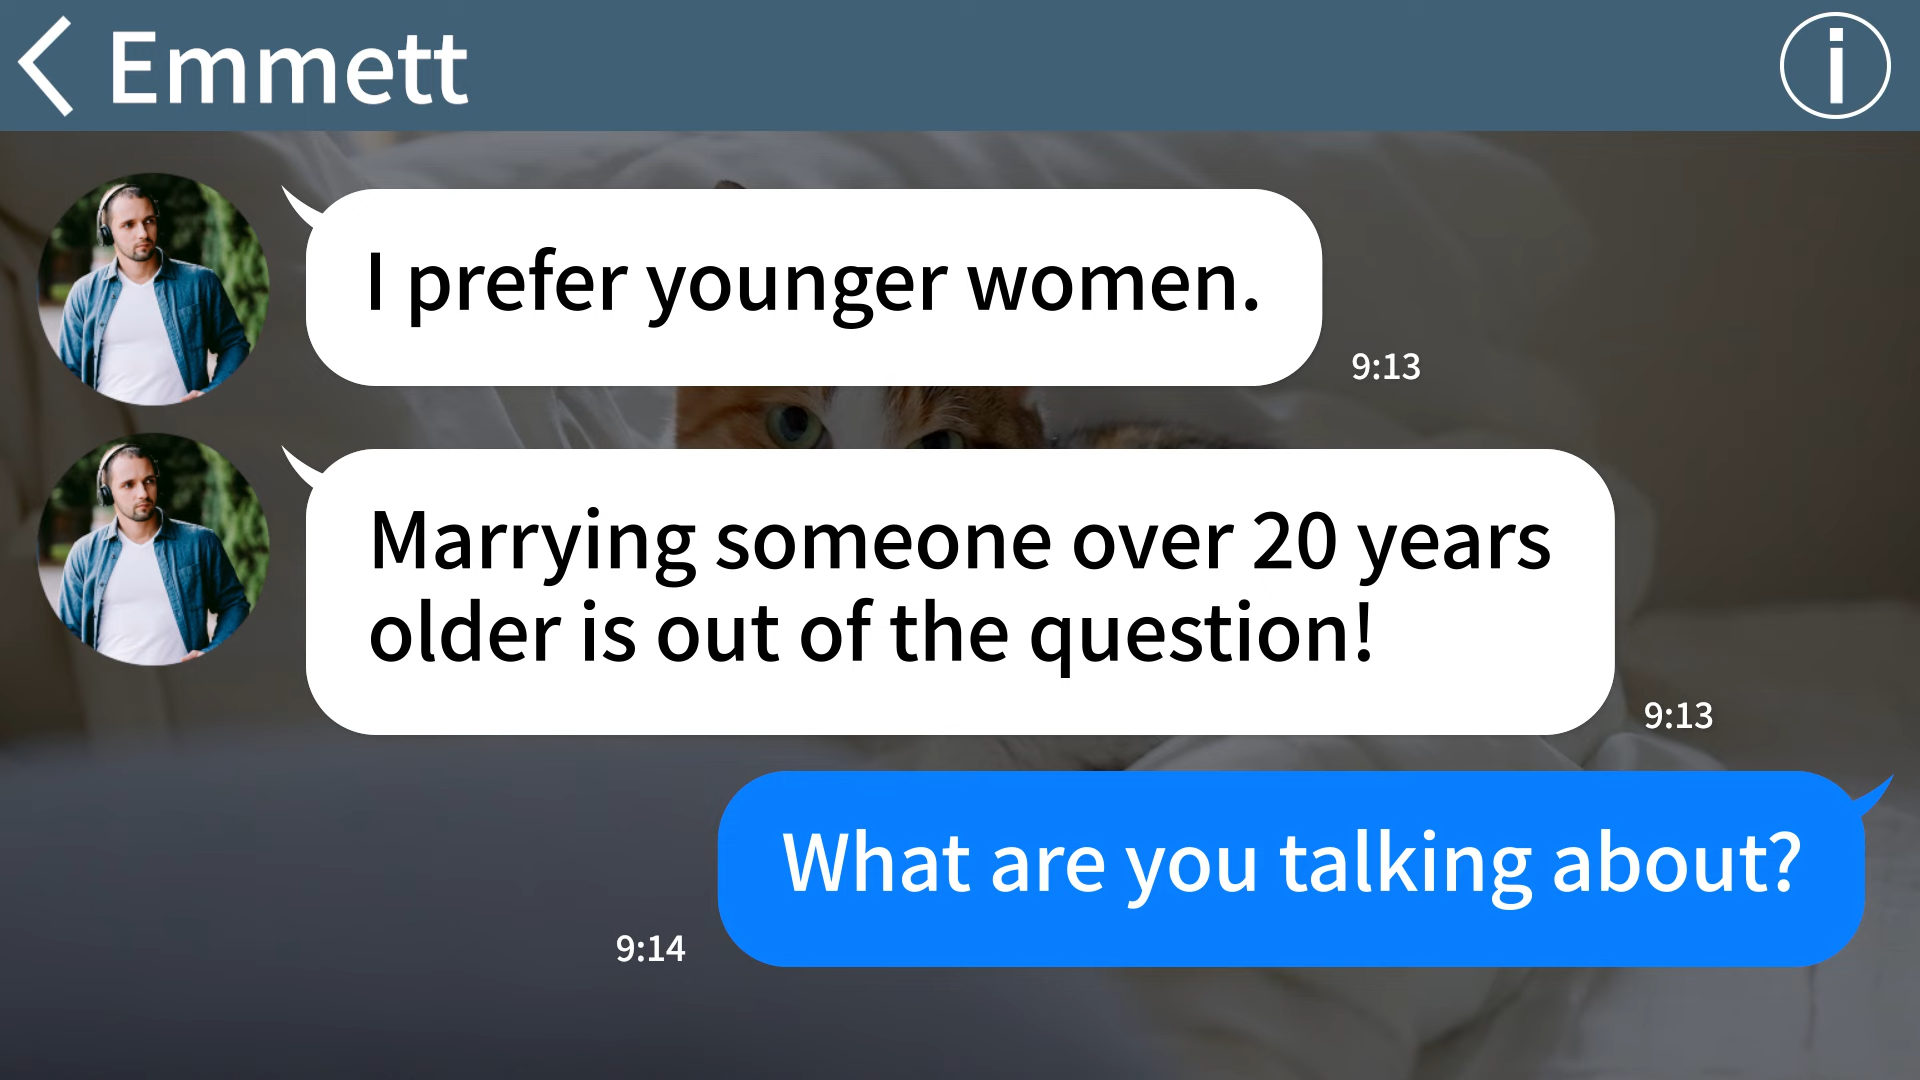 Emmett
i
I prefer younger women.
9:13
Marrying someone over 20 years
older is out of the question!
9:13
What are you talking about?
9:14